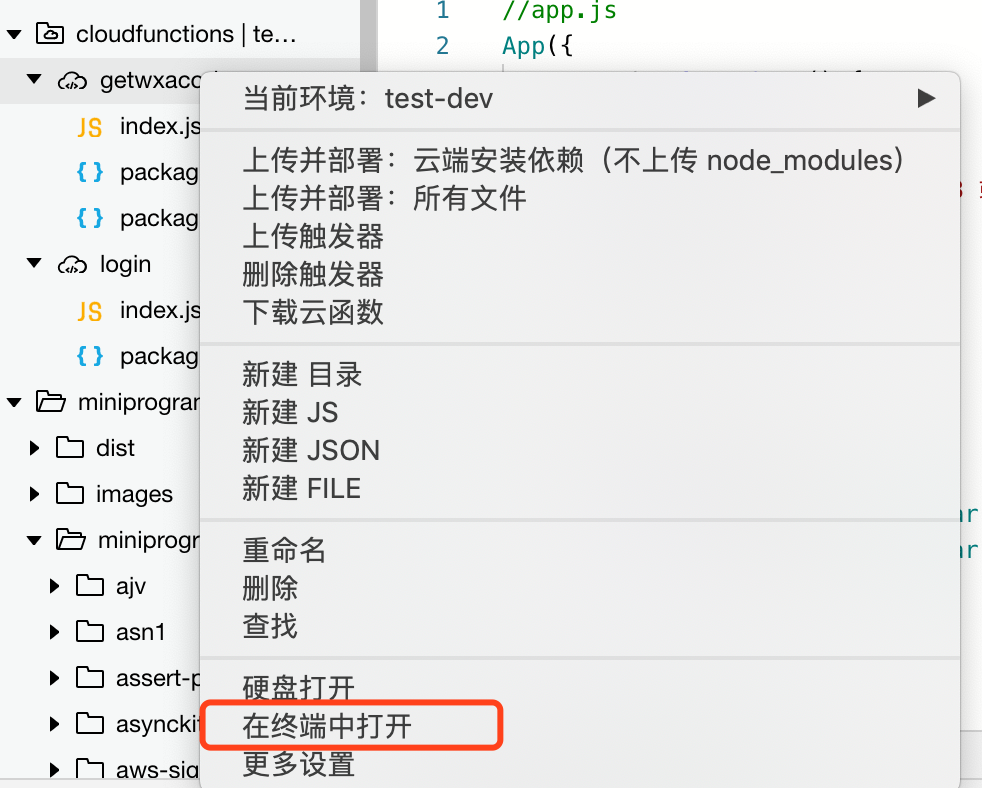 cloudfunctions | te...
getwxacc
index.js
packag
packag
login
index.js
packag
miniprogram
dist
images
miniprogr
ajv
asn1
assert-p
asynckit
aws-sig
1 //app.js
2 App({
当前环境：test-dev
上传并部署：云端安装依赖（不上传 node_modules）
上传并部署：所有文件
上传触发器
删除触发器
下载云函数
新建 目录
新建 JS
新建 JSON
新建 FILE
重命名
删除
查找
硬盘打开
在终端中打开
更多设置